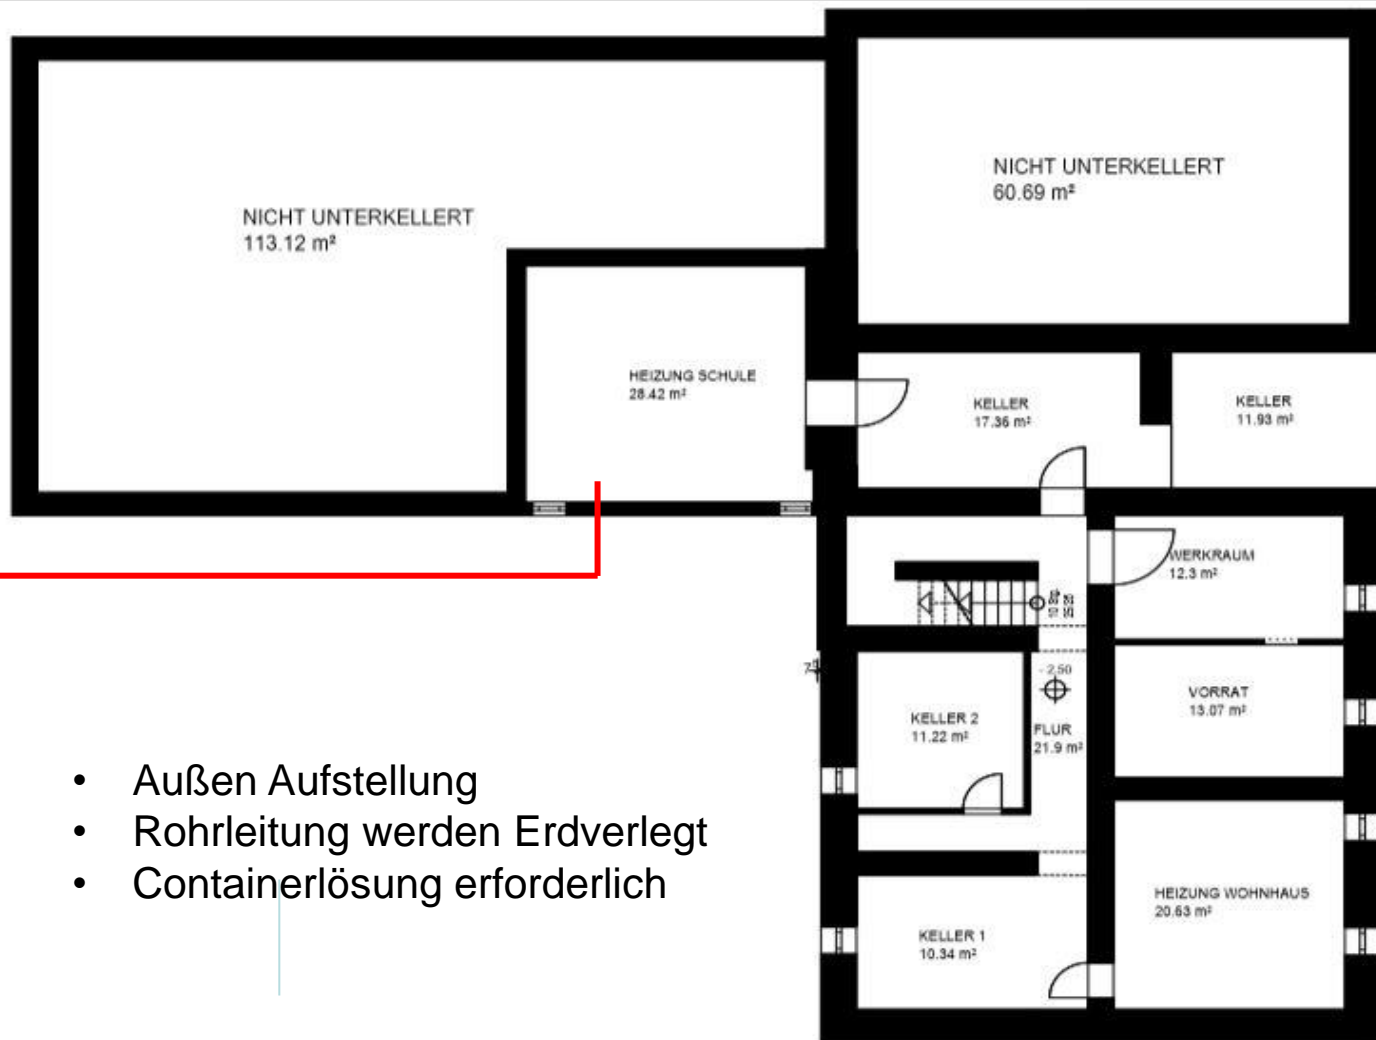 NICHT UNTERKELLERT
113.12 m²
NICHT UNTERKELLERT
60.69 m²
HEIZUNG SCHULE
28.42 m²
KELLER
17.36 m²
KELLER
11.93 m²
WERKRAUM
12.3 m²
- 2,50
FLUR
21.9 m²
VORRAT
13.07 m²
KELLER 2
11.22 m²
HEIZUNG WOHNHAUS
20.63 m²
KELLER 1
10.34 m²
• Außen Aufstellung
• Rohrleitung werden Erdverlegt
• Containerlösung erforderlich